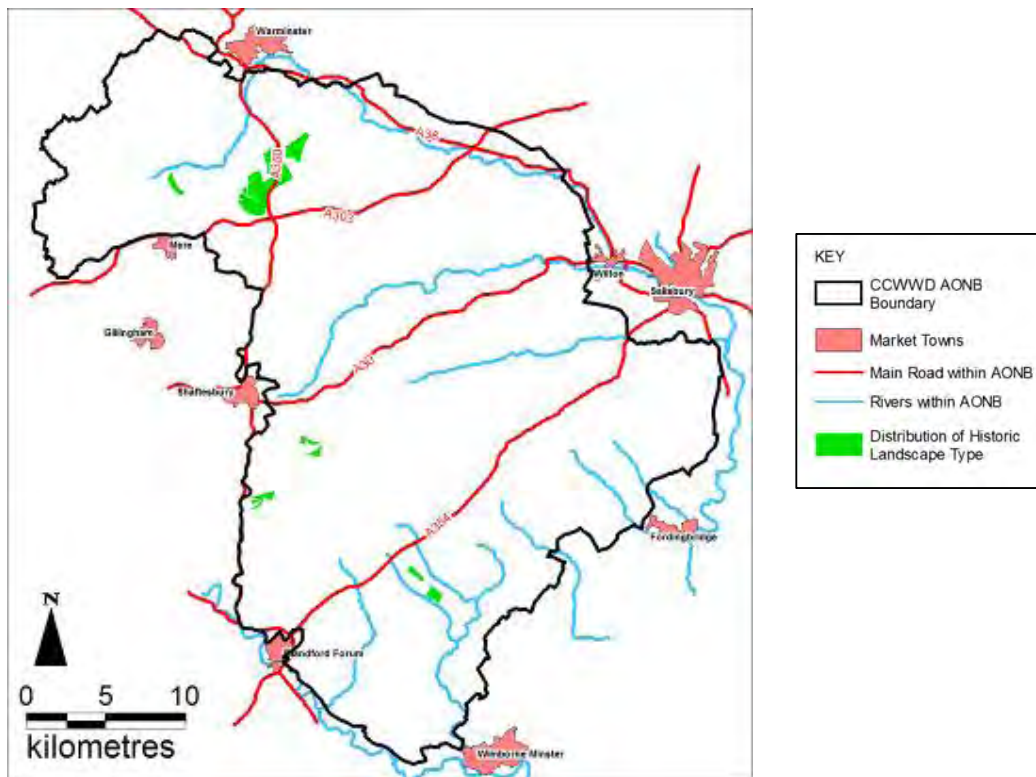 Warminster
A36
A350
A303
Mere
Wilton
Salisbury
Gillingham
A30
Shaftesbury
A354
Fordingbridge
N
Blandford Forum
0 5 10
kilometres
Wimborne Minster
KEY
CCWWD AONB
Boundary
Market Towns
Main Road within AONB
Rivers within AONB
Distribution of Historic
Landscape Type